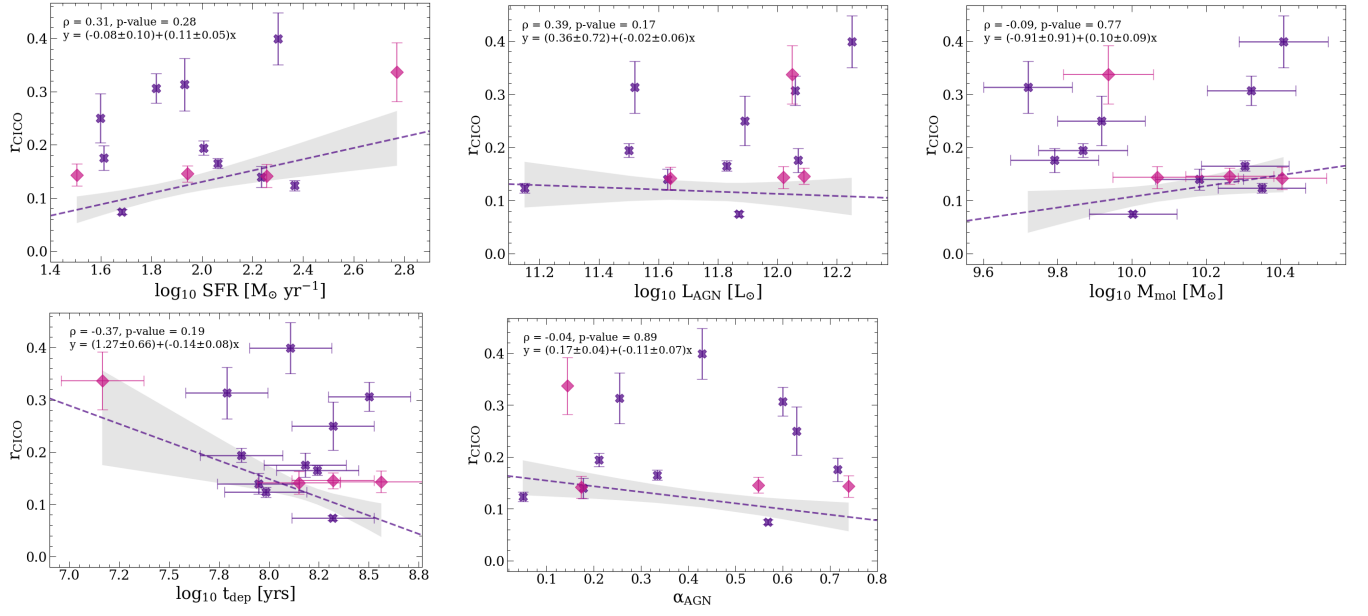 ρ = 0.31, p-value = 0.28
y = (-0.08±0.10)+(0.11±0.05)x
0.4
0.3
0.2
0.1
0.0
r_CICO
1.4 1.6 1.8 2.0 2.2 2.4 2.6 2.8
log₁₀ SFR [M⊙ yr⁻¹]
ρ = 0.39, p-value = 0.17
y = (0.36±0.72)+(-0.02±0.06)x
0.4
0.3
0.2
0.1
0.0
r_CICO
11.2 11.4 11.6 11.8 12.0 12.2
log₁₀ L_AGN [L⊙]
ρ = -0.09, p-value = 0.77
y = (-0.91±0.91)+(0.10±0.09)x
0.4
0.3
0.2
0.1
0.0
r_CICO
9.6 9.8 10.0 10.2 10.4
log₁₀ M_mol [M⊙]
ρ = -0.37, p-value = 0.19
y = (1.27±0.66)+(-0.14±0.08)x
0.4
0.3
0.2
0.1
0.0
r_CICO
7.0 7.2 7.5 7.8 8.0 8.2 8.5 8.8
log₁₀ t_dep [yrs]
ρ = -0.04, p-value = 0.89
y = (0.17±0.04)+(-0.11±0.07)x
0.4
0.3
0.2
0.1
0.0
r_CICO
0.1 0.2 0.3 0.4 0.5 0.6 0.7 0.8
α_AGN